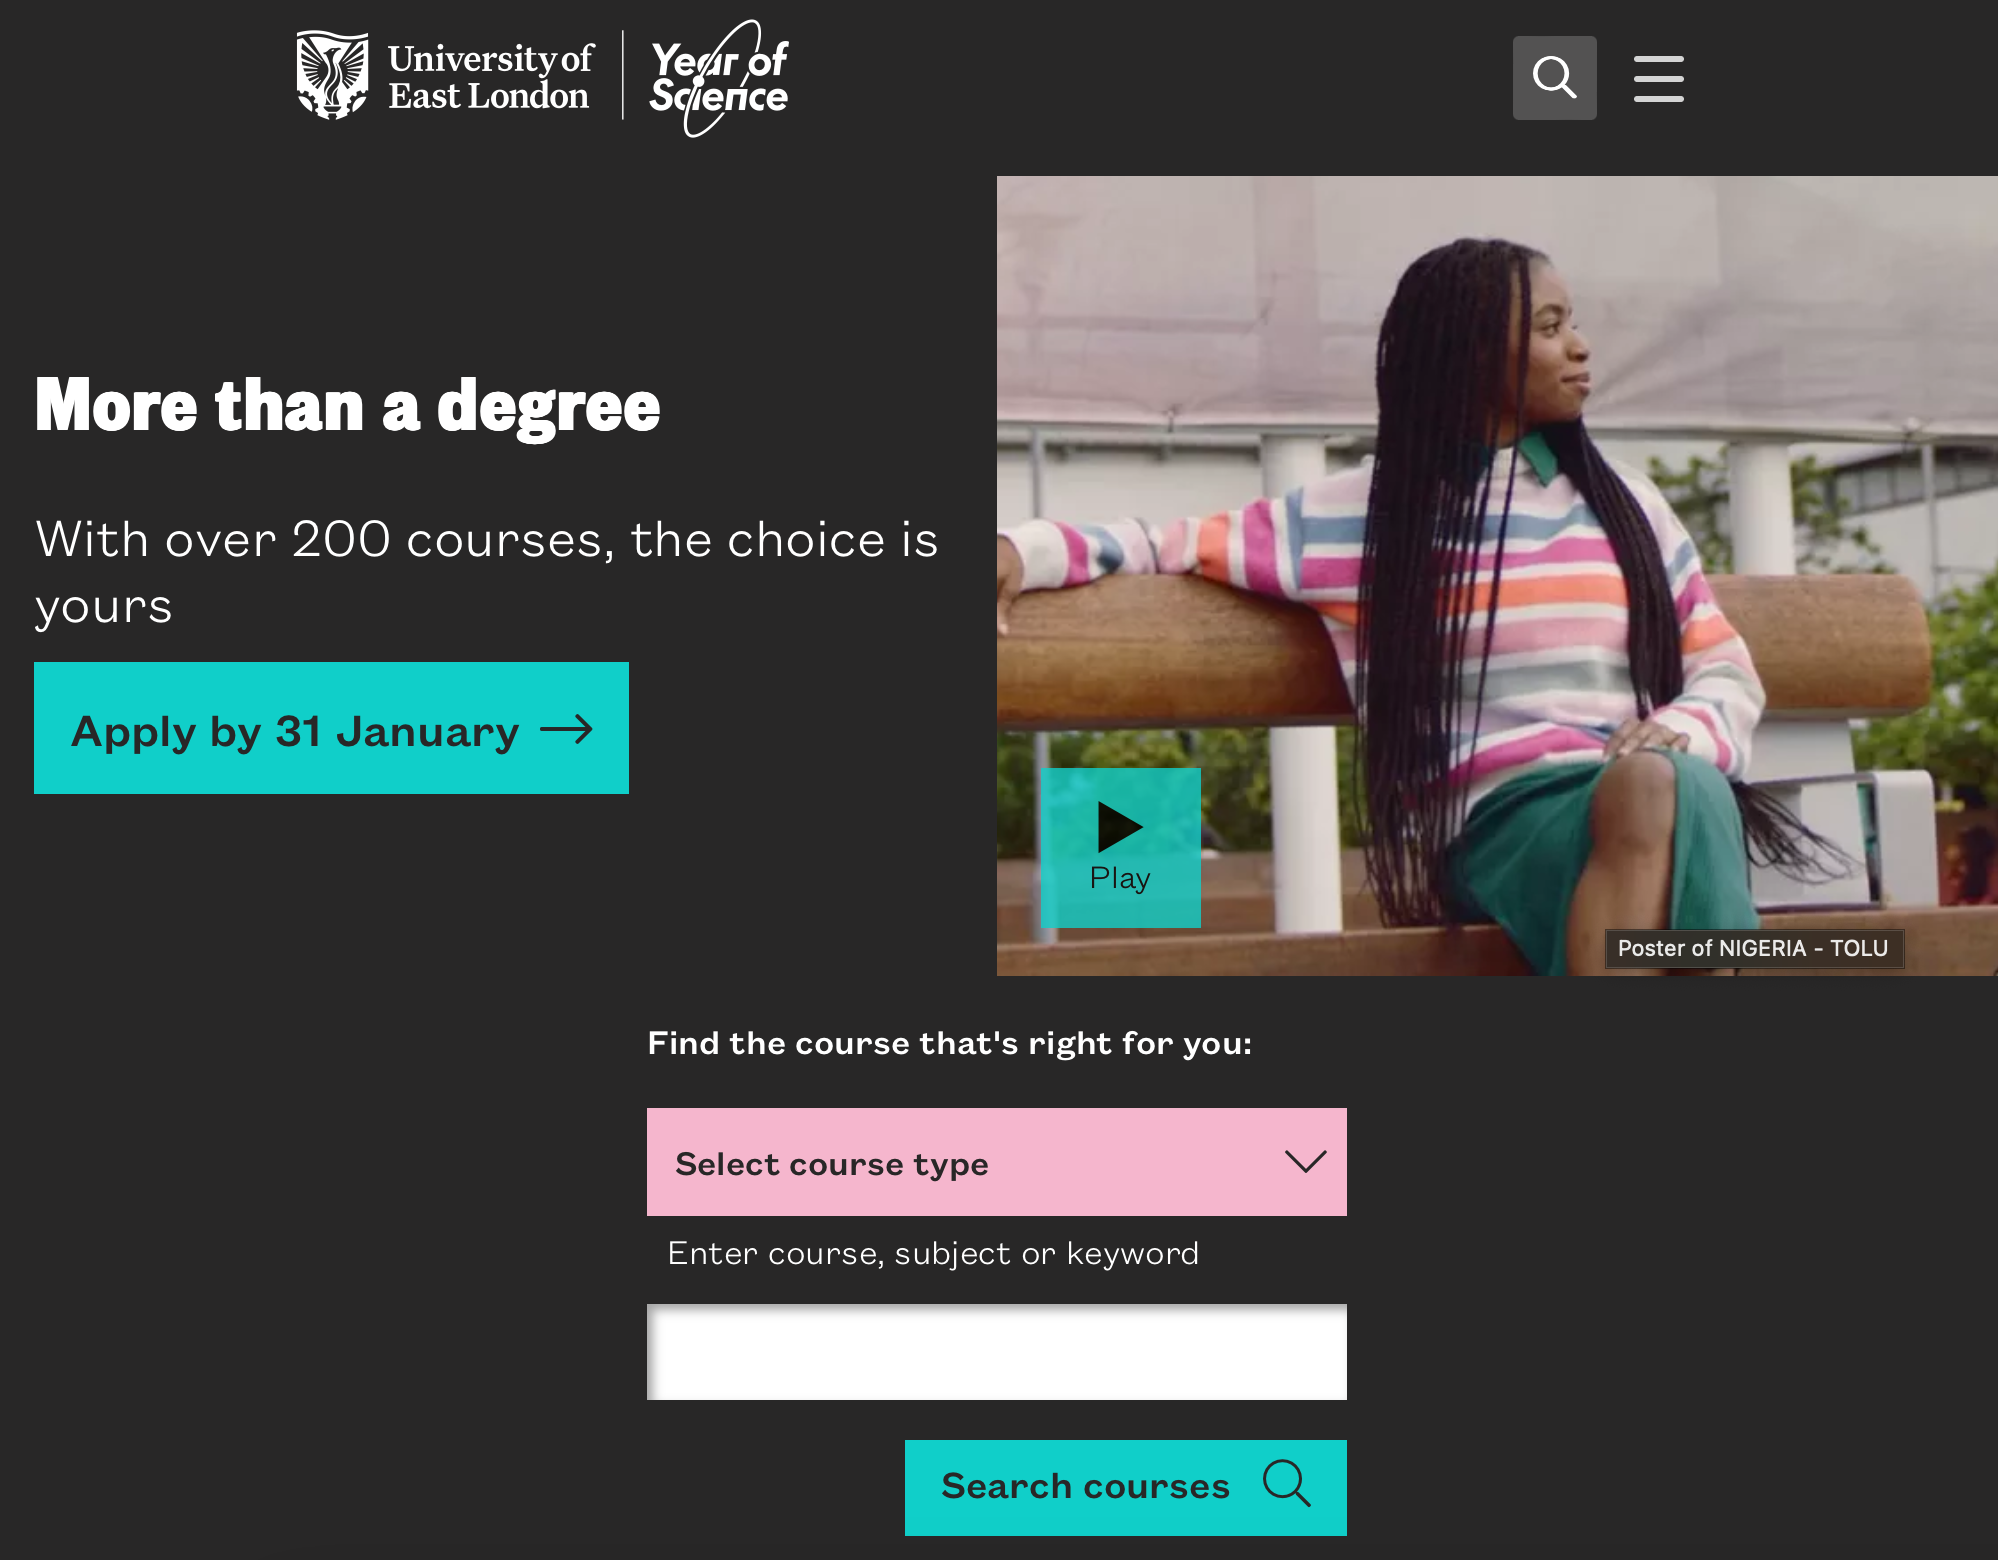 University of
East London
Year of
Science
More than a degree
With over 200 courses, the choice is
yours
Apply by 31 January
Play
Poster of NIGERIA - TOLU
Find the course that's right for you:
Select course type
Enter course, subject or keyword
Search courses